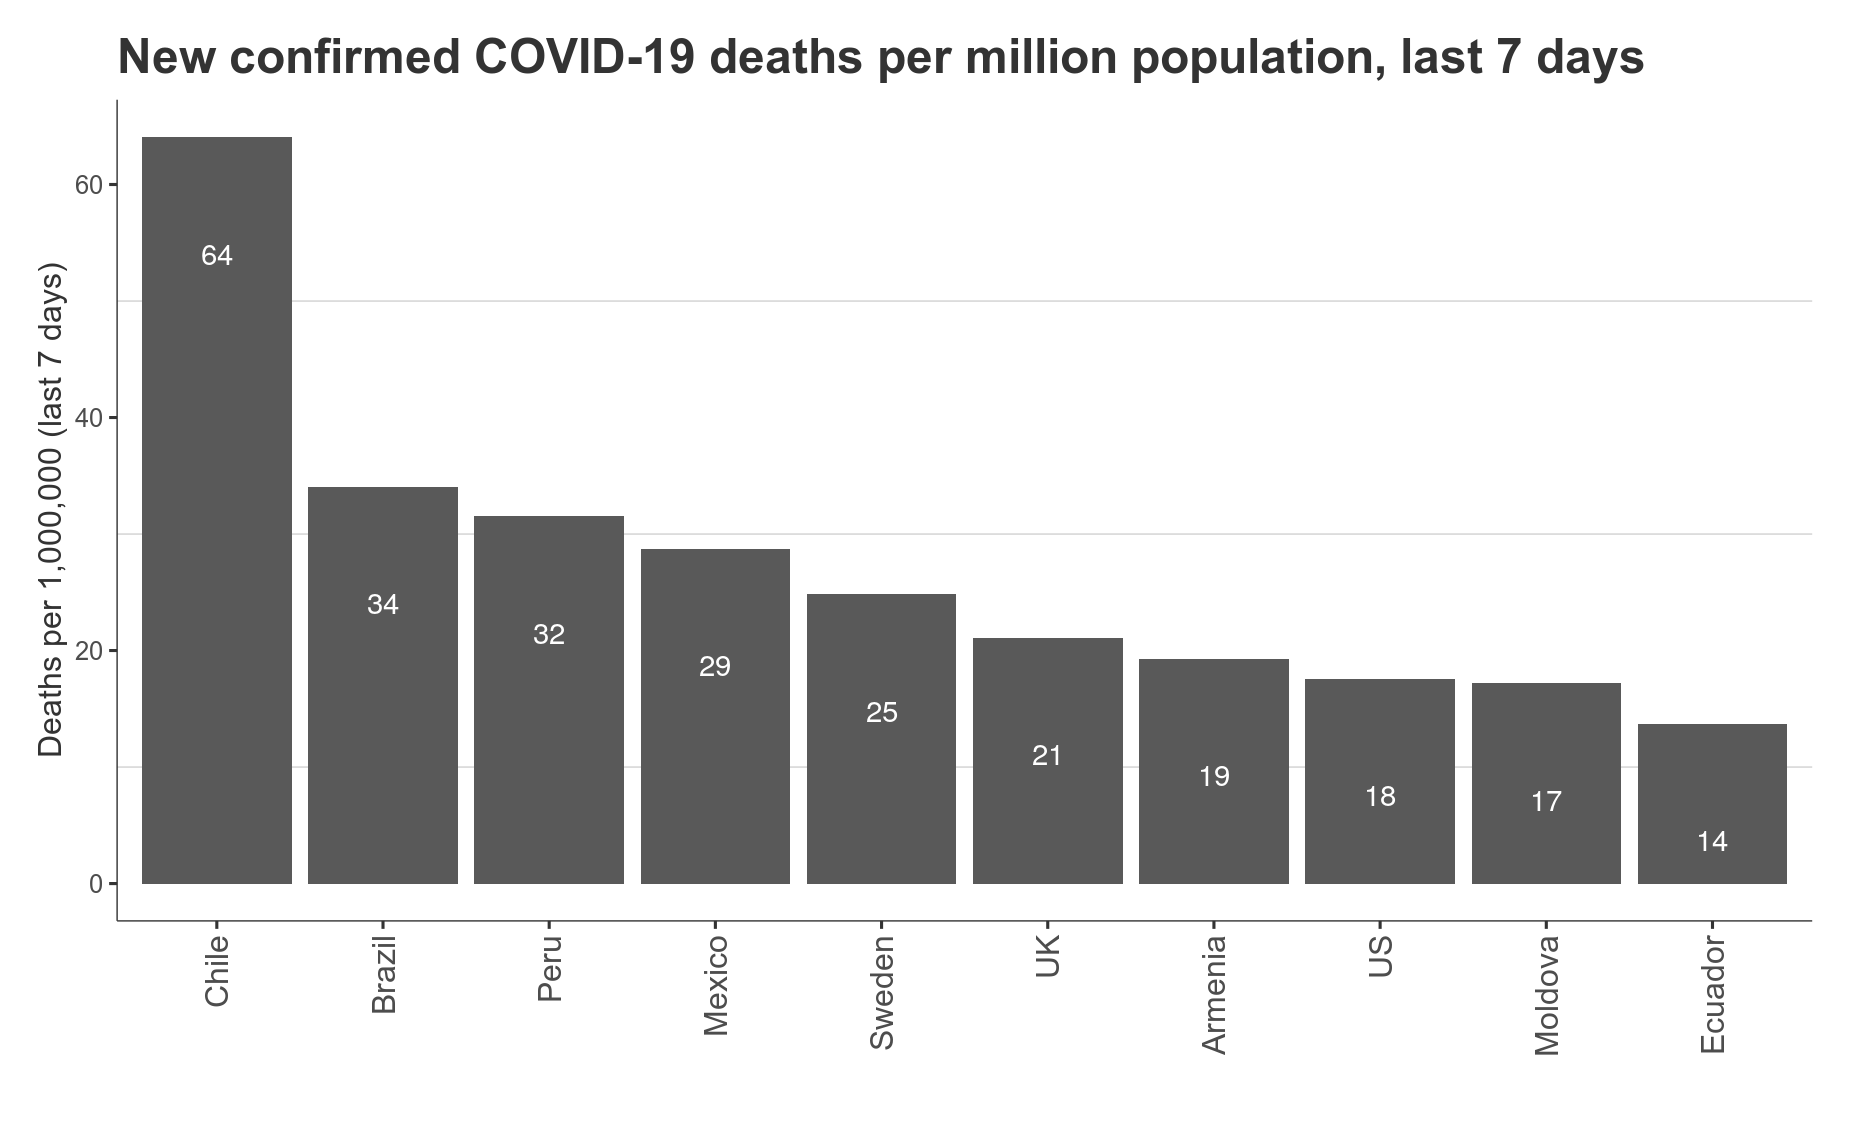 New confirmed COVID-19 deaths per million population, last 7 days
Deaths per 1,000,000 (last 7 days)
60
40
20
0
64
34
32
29
25
21
19
18
17
14
Chile
Brazil
Peru
Mexico
Sweden
UK
Armenia
US
Moldova
Ecuador